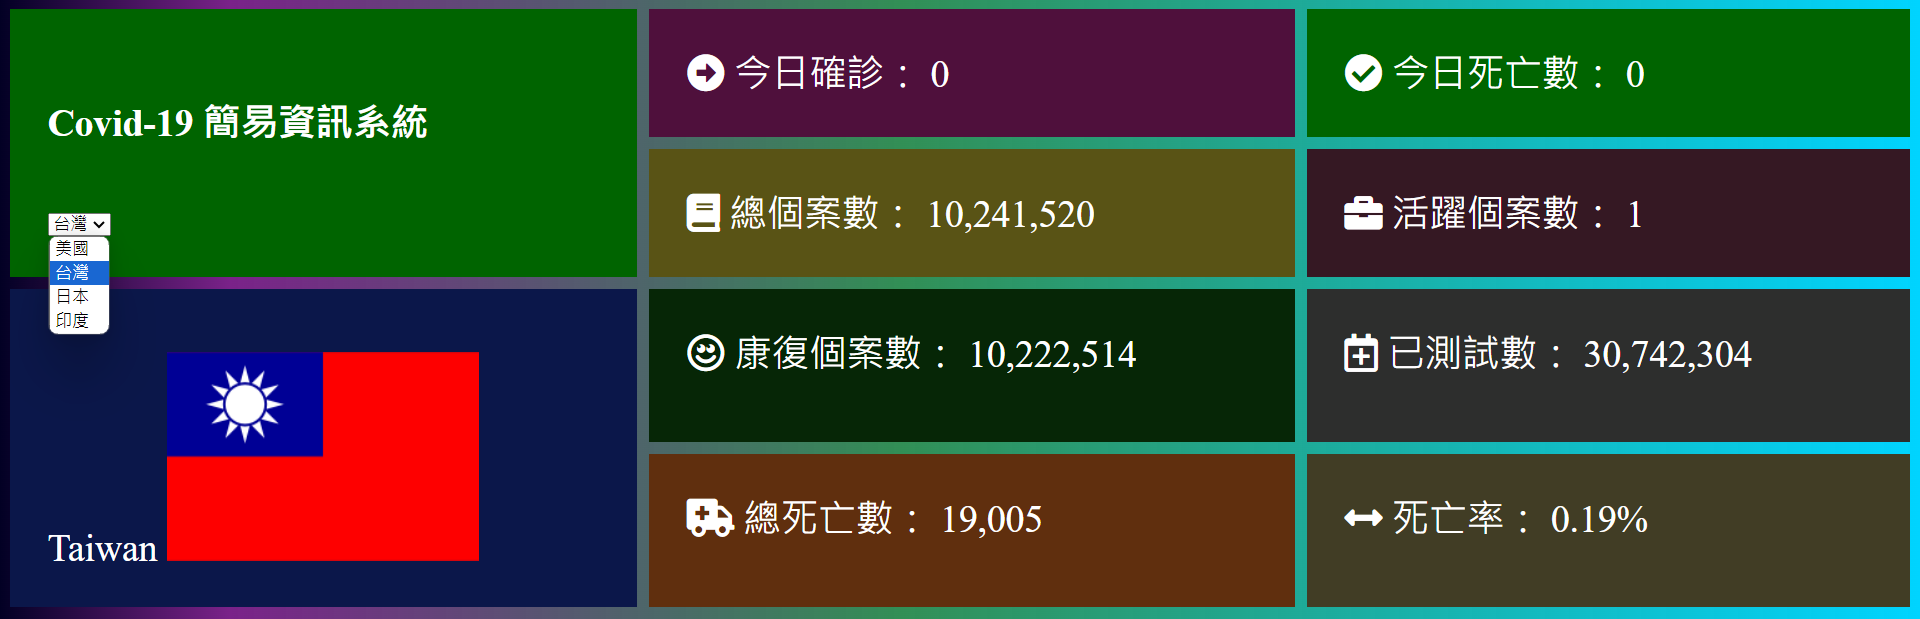 Covid-19 簡易資訊系統
台灣
美國
台灣
日本
印度
Taiwan
今日確診： 0
今日死亡數： 0
總個案數： 10,241,520
活躍個案數： 1
康復個案數： 10,222,514
已測試數： 30,742,304
總死亡數： 19,005
死亡率： 0.19%